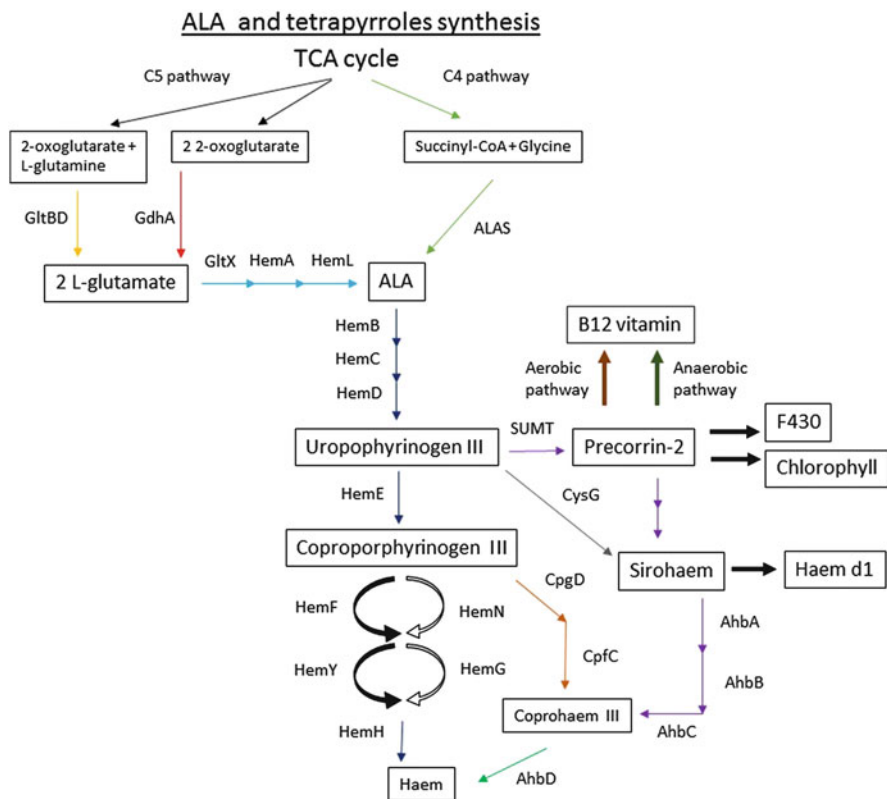 ALA and tetrapyrroles synthesis
TCA cycle
C5 pathway
C4 pathway
2-oxoglutarate +
L-glutamine
2 2-oxoglutarate
Succinyl-CoA + Glycine
GltBD
GdhA
ALAS
2 L-glutamate
GltX
HemA
HemL
ALA
HemB
HemC
HemD
B12 vitamin
Aerobic
pathway
Anaerobic
pathway
Uropophyrinogen III
SUMT
Precorrin-2
F430
Chlorophyll
HemE
CysG
Coproporphyrinogen III
Sirohaem
Haem d1
HemF
HemN
CpgD
AhbA
HemY
HemG
CpfC
AhbB
Coprohaem III
AhbC
HemH
AhbD
Haem